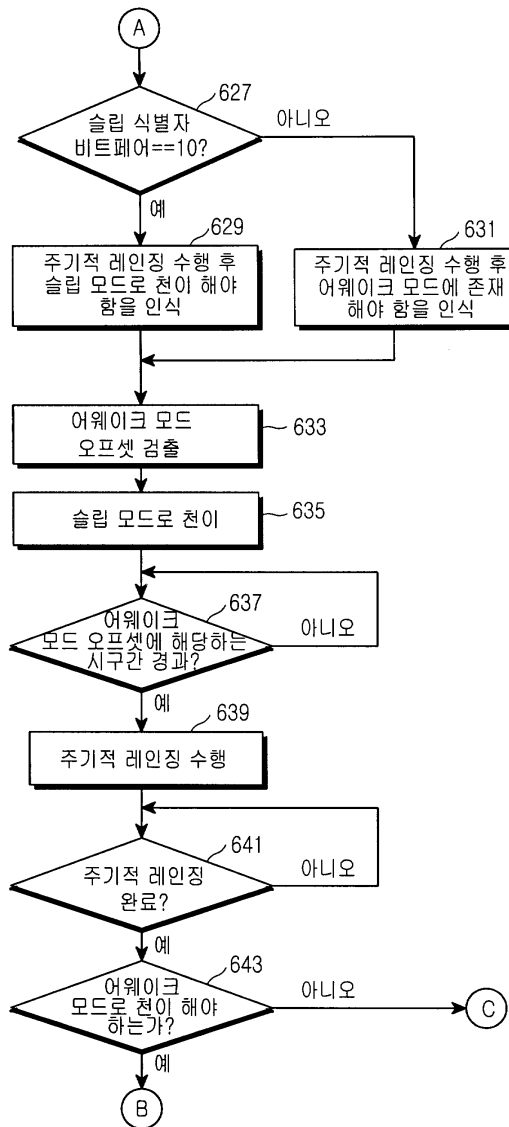 A
627
슬립 식별자
비트페어==10?
아니오
예
629
주기적 레인징 수행 후
슬립 모드로 천이 해야
함을 인식
631
주기적 레인징 수행 후
어웨이크 모드에 존재
해야 함을 인식
어웨이크 모드
오프셋 검출
633
슬립 모드로 천이
635
637
어웨이크
모드 오프셋에 해당하는
시구간 경과?
아니오
예
639
주기적 레인징 수행
641
주기적 레인징
완료?
아니오
예
643
어웨이크
모드로 천이 해야
하는가?
아니오
C
예
B